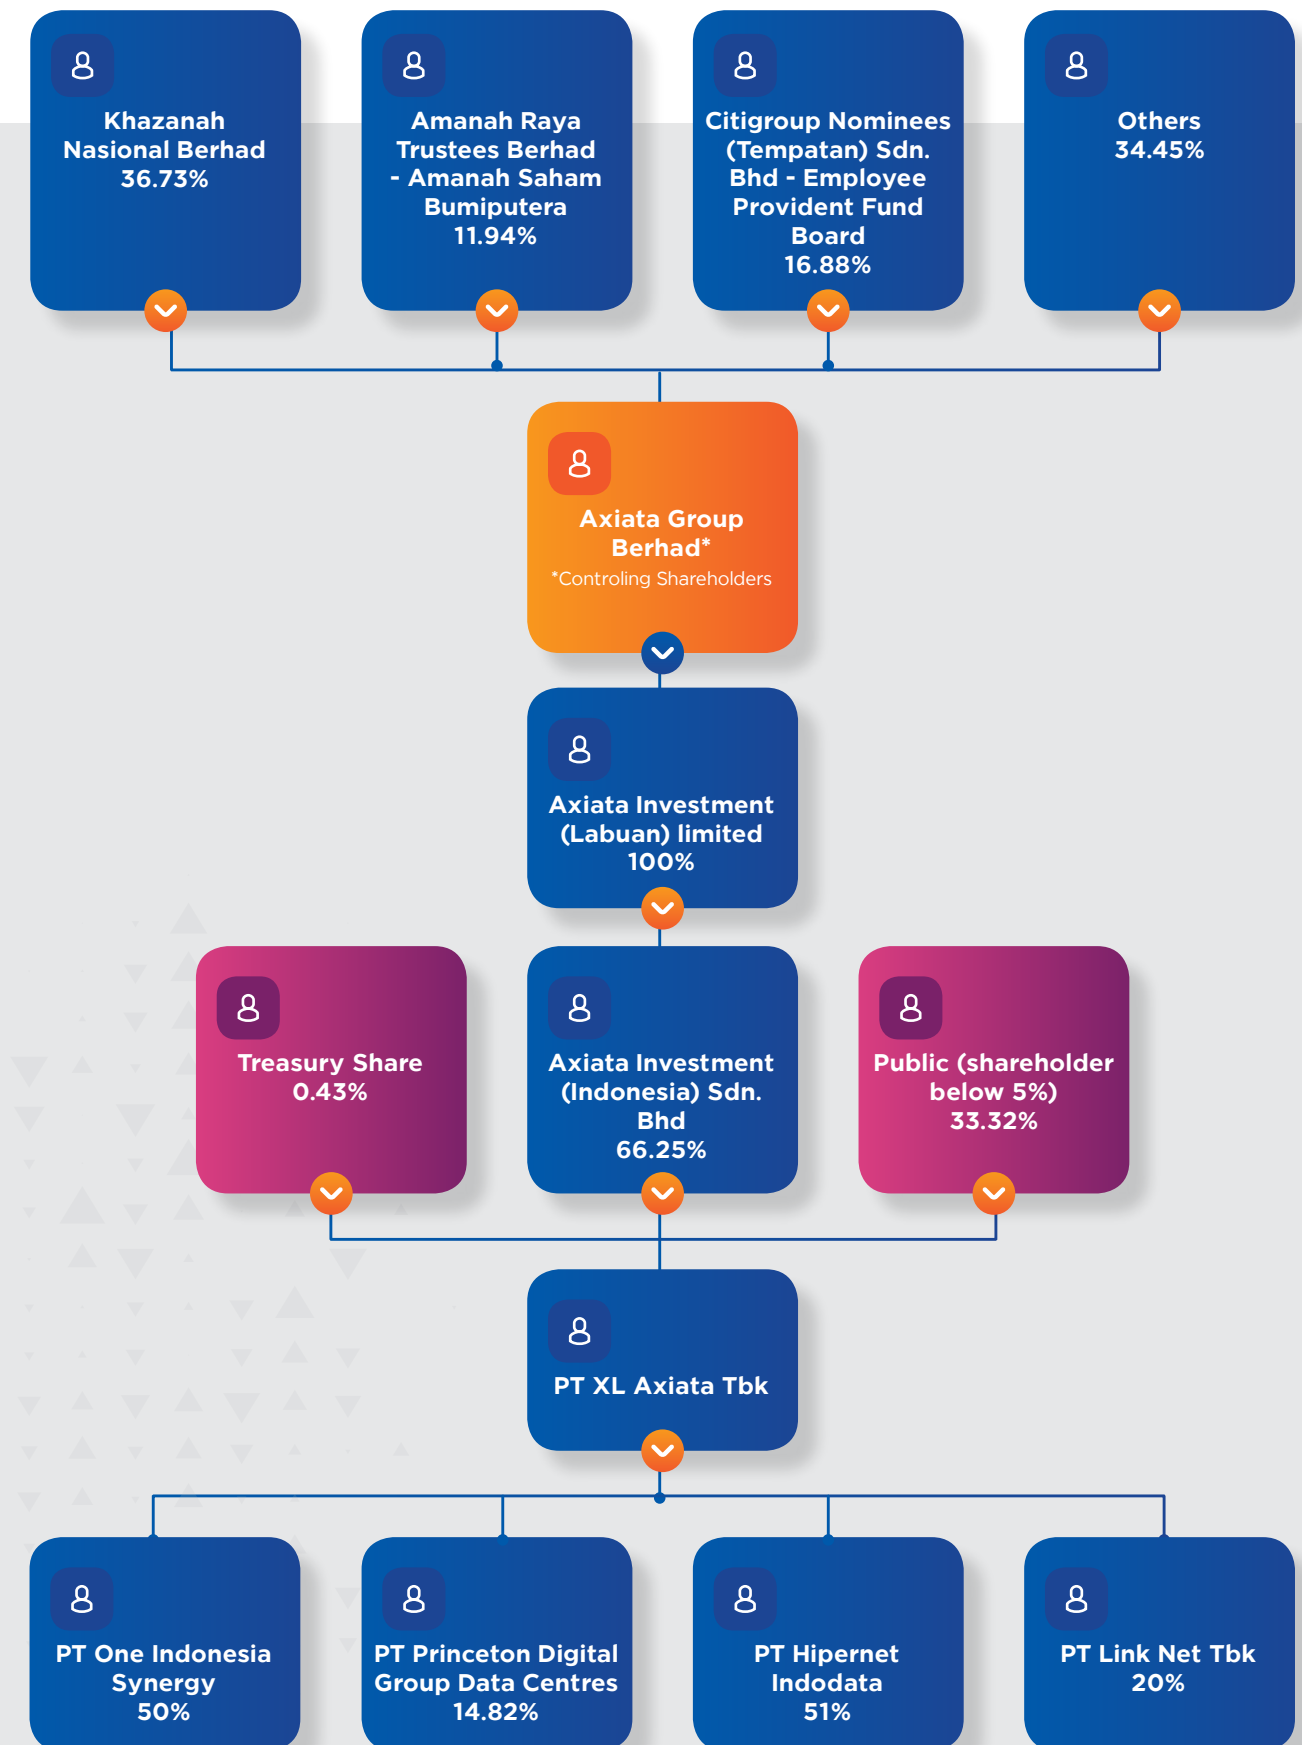 Khazanah
Nasional Berhad
36.73%
Amanah Raya
Trustees Berhad
- Amanah Saham
Bumiputera
11.94%
Citigroup Nominees
(Tempatan) Sdn.
Bhd - Employee
Provident Fund
Board
16.88%
Others
34.45%
Axiata Group
Berhad*
*Controling Shareholders
Axiata Investment
(Labuan) limited
100%
Treasury Share
0.43%
Axiata Investment
(Indonesia) Sdn.
Bhd
66.25%
Public (shareholder
below 5%)
33.32%
PT XL Axiata Tbk
PT One Indonesia
Synergy
50%
PT Princeton Digital
Group Data Centres
14.82%
PT Hipernet
Indodata
51%
PT Link Net Tbk
20%